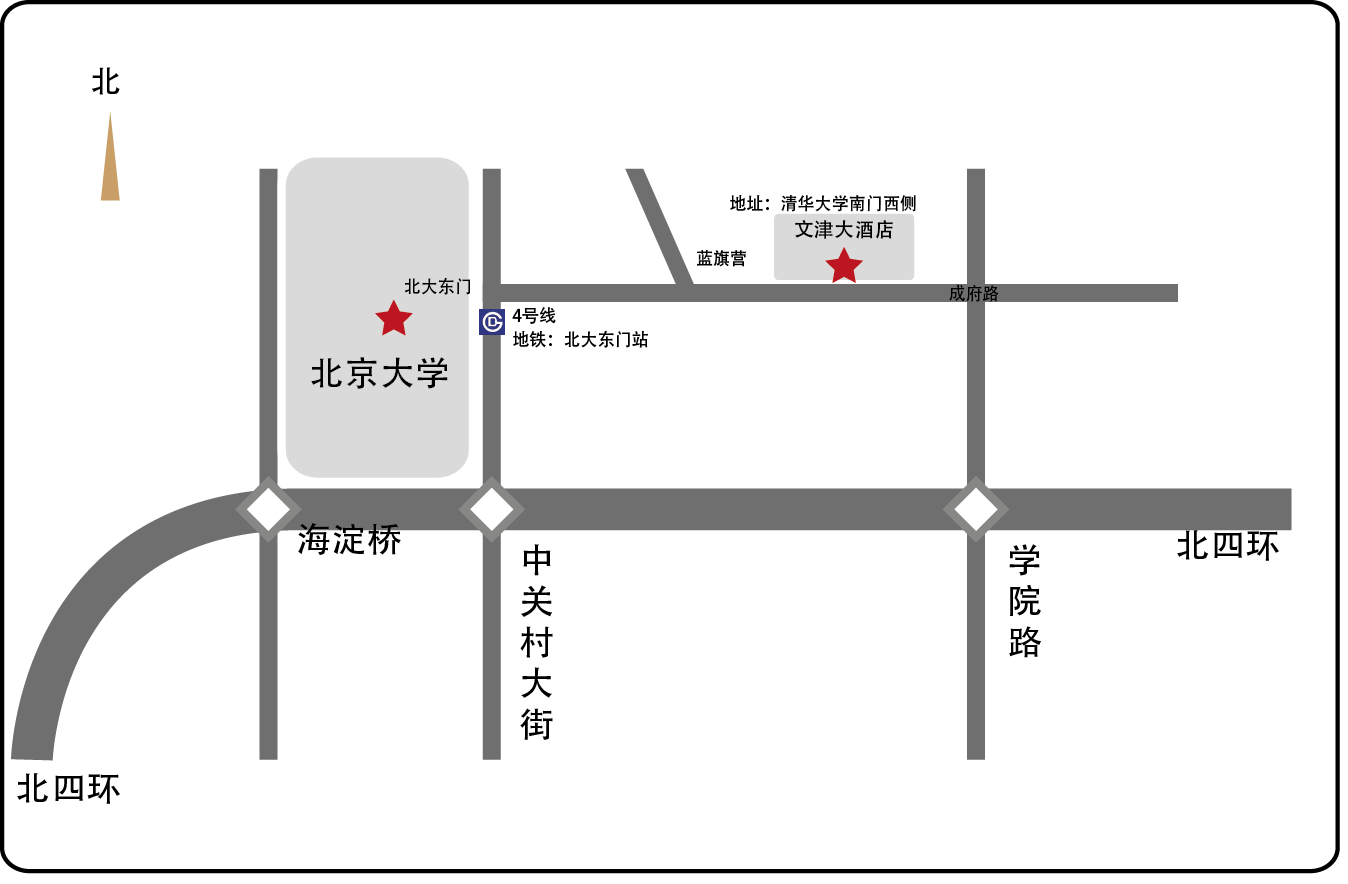 北
地址：清华大学南门西侧
文津大酒店
蓝旗营
北大东门
成府路
4号线
地铁：北大东门站
北京大学
海淀桥
北四环
中关村大街
学院路
北四环